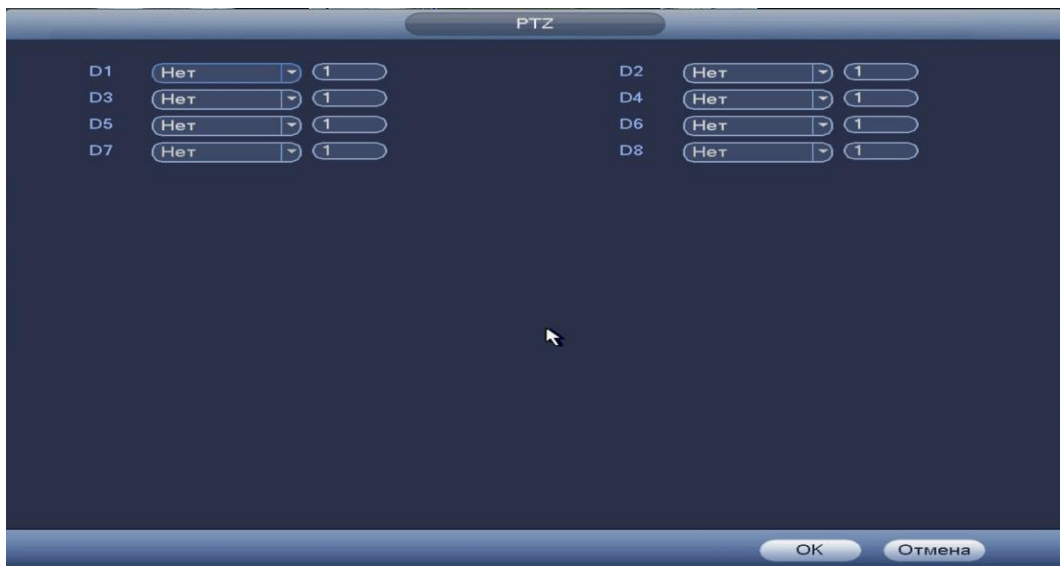 PTZ
D1 Нет 1 D2 Нет 1
D3 Нет 1 D4 Нет 1
D5 Нет 1 D6 Нет 1
D7 Нет 1 D8 Нет 1
OK Отмена